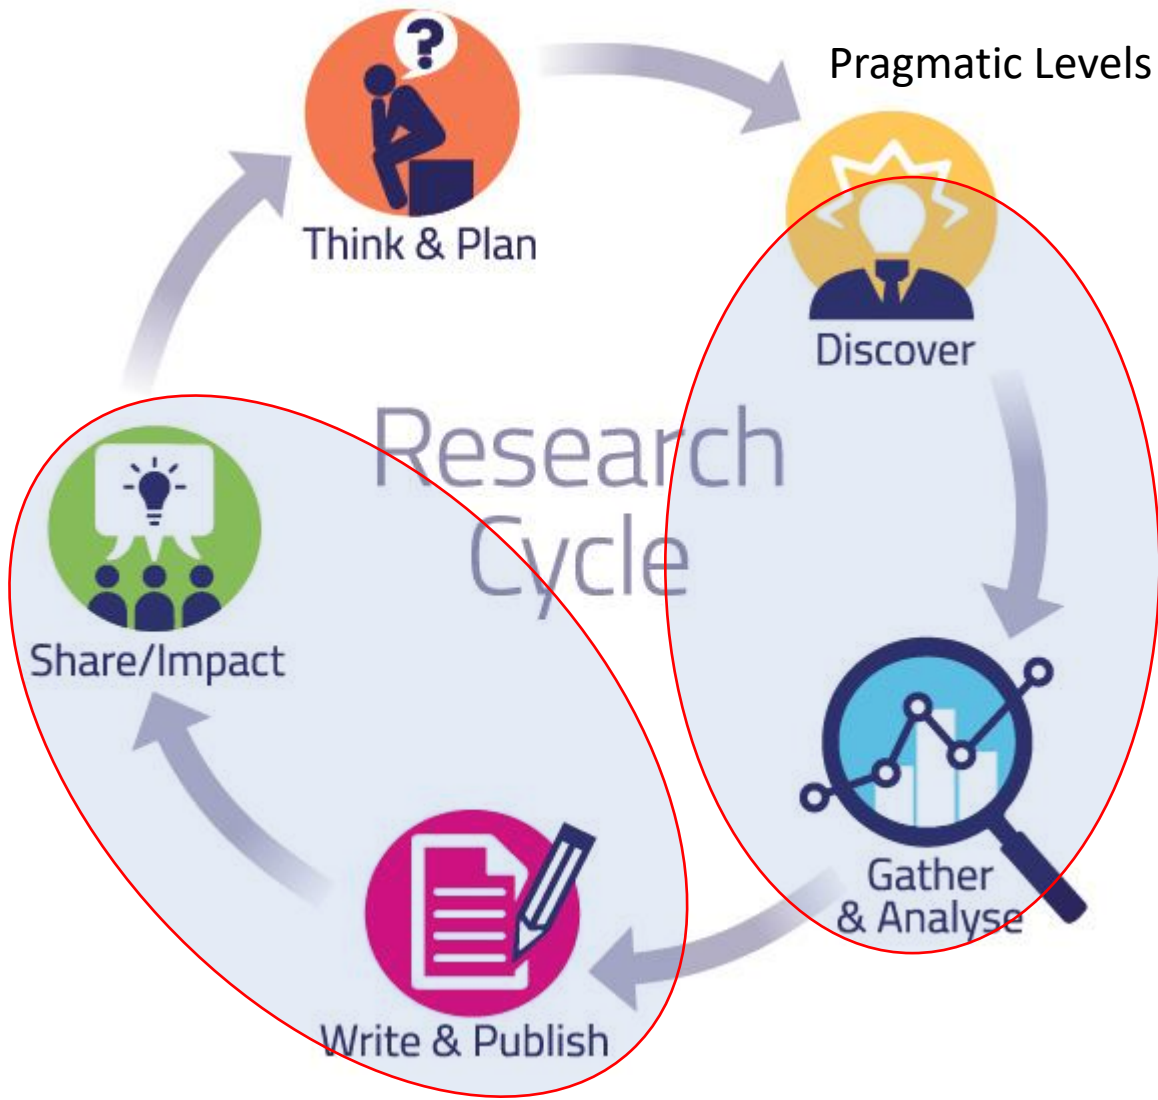 ?
Pragmatic Levels
Think & Plan
Discover
Research
Cycle
Share/Impact
Gather
& Analyse
Write & Publish